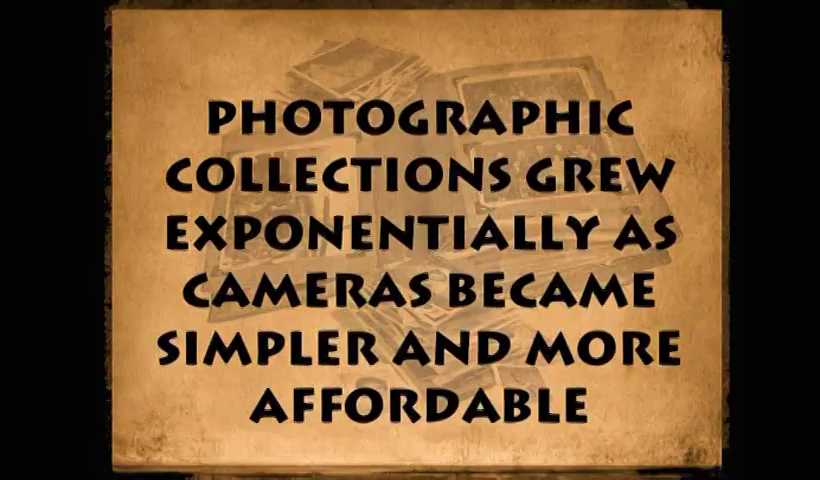 PHOTOGRAPHIC
COLLECTIONS GREW
EXPONENTIALLY AS
CAMERAS BECAME
SIMPLER AND MORE
AFFORDABLE